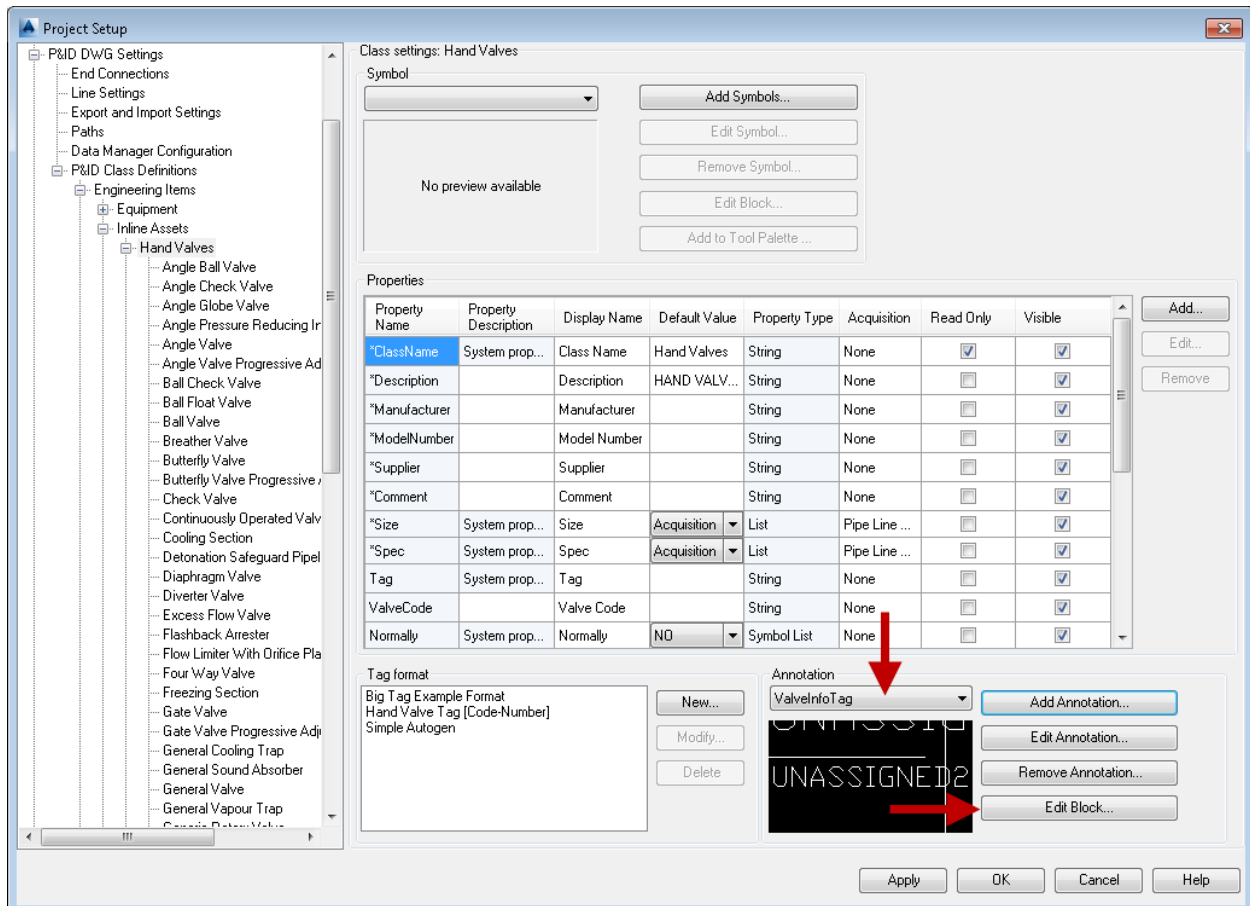 Project Setup
P&ID DWG Settings
End Connections
Line Settings
Export and Import Settings
Paths
Data Manager Configuration
P&ID Class Definitions
Engineering Items
Equipment
Inline Assets
Hand Valves
Angle Ball Valve
Angle Check Valve
Angle Globe Valve
Angle Pressure Reducing Ir
Angle Valve
Angle Valve Progressive Ad
Ball Check Valve
Ball Float Valve
Ball Valve
Breather Valve
Butterfly Valve
Butterfly Valve Progressive
Check Valve
Continuously Operated Valv
Cooling Section
Detonation Safeguard Pipel
Diaphragm Valve
Diverter Valve
Excess Flow Valve
Flashback Arrester
Flow Limiter With Orifice Pla
Four Way Valve
Freezing Section
Gate Valve
Gate Valve Progressive Adj
General Cooling Trap
General Sound Absorber
General Valve
General Vapour Trap
Class settings: Hand Valves
Symbol
No preview available
Add Symbols...
Edit Symbol...
Remove Symbol...
Edit Block...
Add to Tool Palette ...
Properties
Property Name Property Description Display Name Default Value Property Type Acquisition Read Only Visible
*ClassName System prop... Class Name Hand Valves String None
*Description Description HAND VALV... String None
*Manufacturer Manufacturer String None
*ModelNumber Model Number String None
*Supplier Supplier String None
*Comment Comment String None
*Size System prop... Size Acquisition List Pipe Line ...
*Spec System prop... Spec Acquisition List Pipe Line ...
Tag System prop... Tag String None
ValveCode Valve Code String None
Normally System prop... Normally NO Symbol List None
Add...
Edit...
Remove
Tag format
Big Tag Example Format
Hand Valve Tag [Code-Number]
Simple Autogen
New...
Modify...
Delete
Annotation
ValveInfoTag
UNASSIGNED2
Add Annotation...
Edit Annotation...
Remove Annotation...
Edit Block...
Apply OK Cancel Help